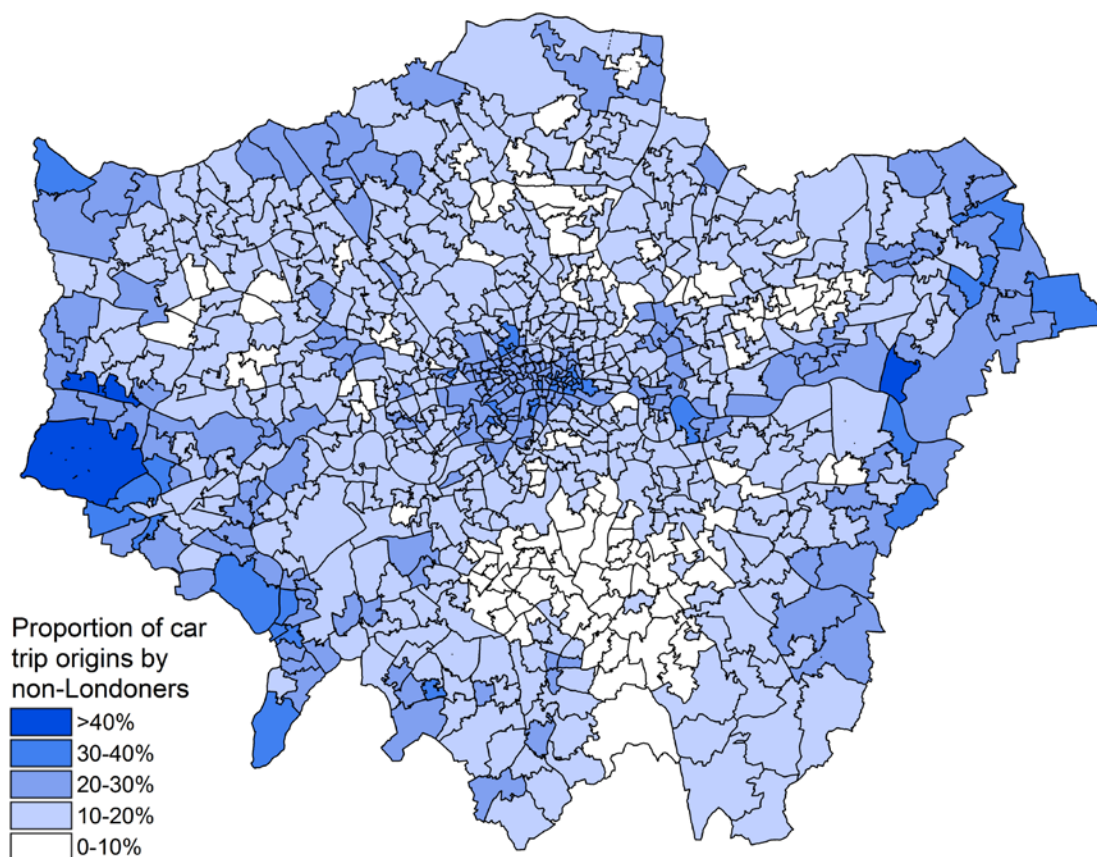 Proportion of car
trip origins by
non-Londoners
>40%
30-40%
20-30%
10-20%
0-10%